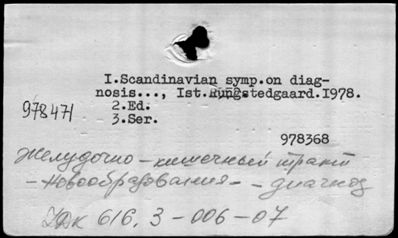 I.Scandinavian symp.on diag-
nosis..., Ist.Rungstedgaard.I978.
978471
2.Ed.
3.Ser.
978368
Желудочно-кишечный тракт
-Новообразования--диагноз
УДК 616.3-006-07